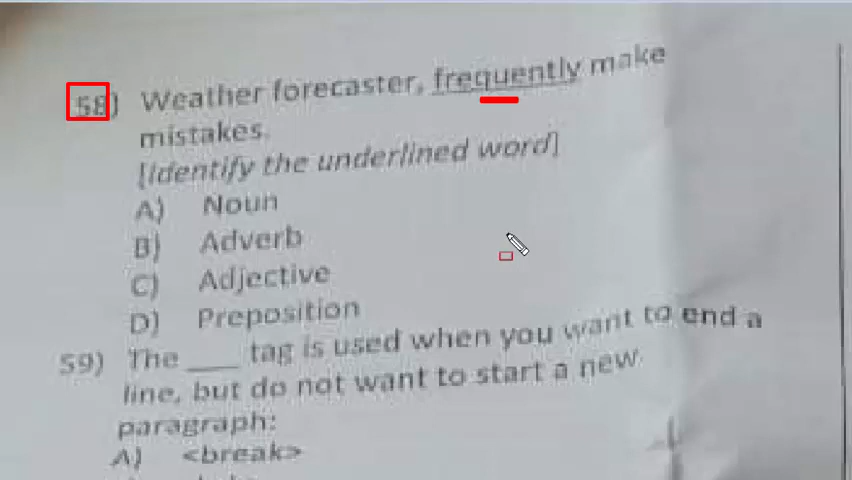 58) Weather forecaster, frequently make
mistakes.
[Identify the underlined word]
A) Noun
B) Adverb
C) Adjective
D) Preposition
59) The ____ tag is used when you want to end a
line, but do not want to start a new
paragraph:
A) <break>